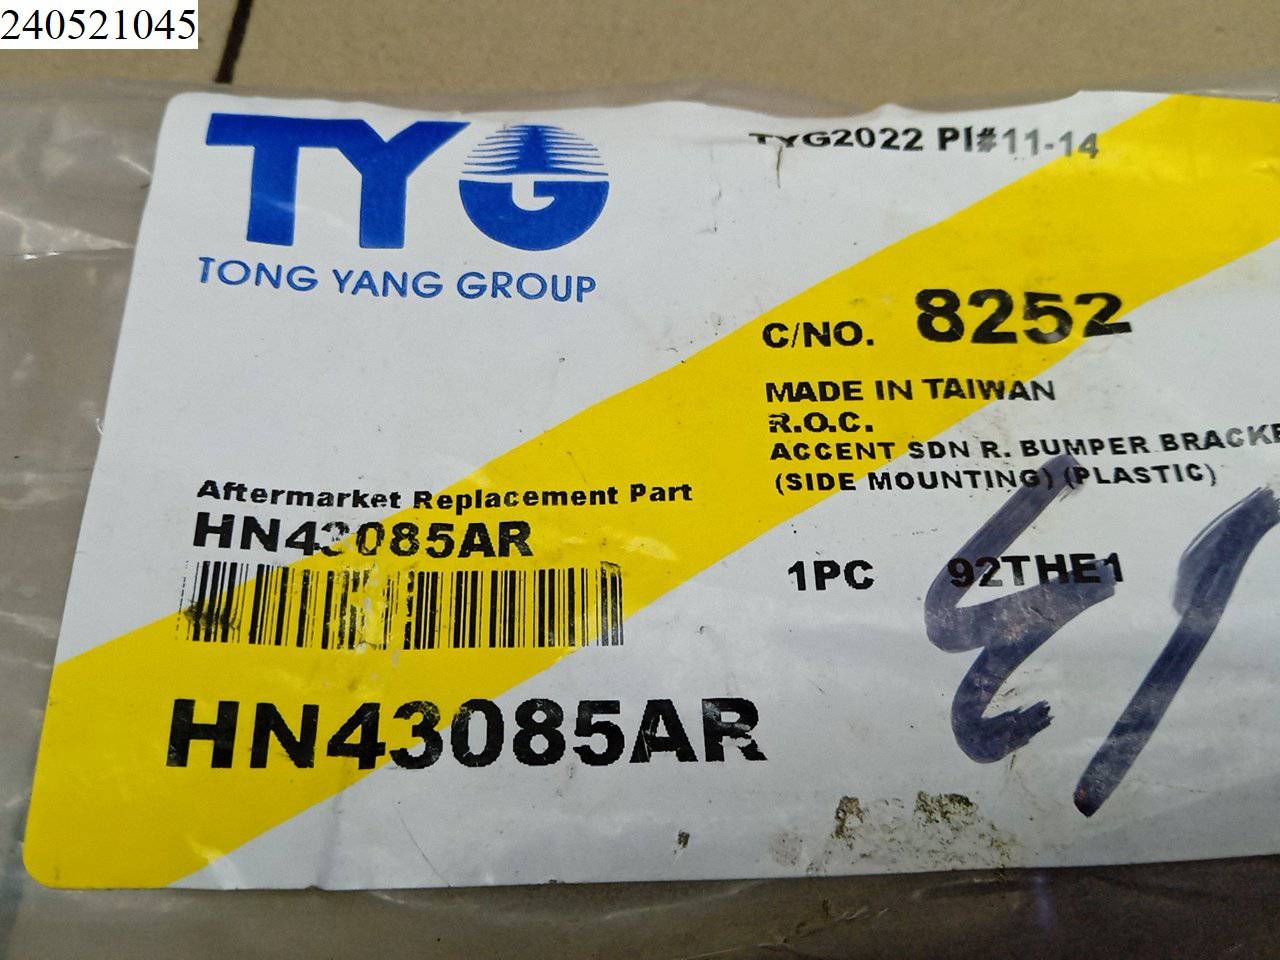 240521045
TYG
TYG2022 PI#11-14
TONG YANG GROUP
C/NO. 8252
MADE IN TAIWAN
R.O.C.
ACCENT SDN R. BUMPER BRACKE
(SIDE MOUNTING) (PLASTIC)
Aftermarket Replacement Part
HN43085AR
1PC 92THE1
HN43085AR